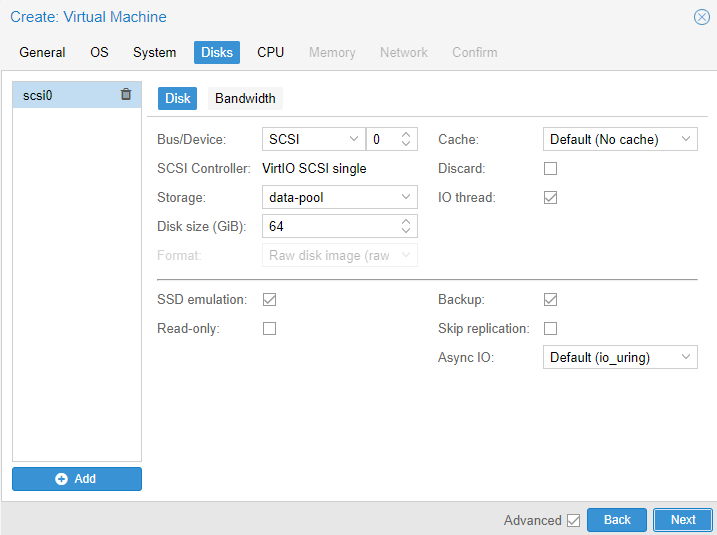 Create: Virtual Machine
General OS System Disks CPU Memory Network Confirm
scsi0
Disk Bandwidth
Bus/Device: SCSI 0 Cache: Default (No cache)
SCSI Controller: VirtIO SCSI single Discard:
Storage: data-pool IO thread:
Disk size (GiB): 64
Format: Raw disk image (raw
SSD emulation: Backup:
Read-only: Skip replication:
Async IO: Default (io_uring)
Add
Advanced Back Next